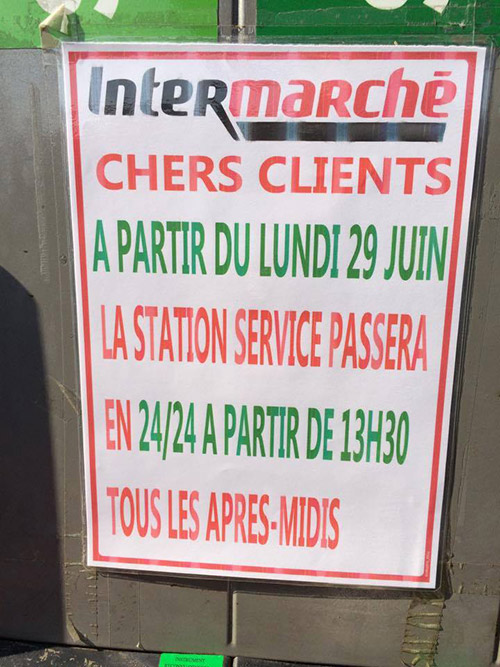 Intermarché
CHERS CLIENTS
A PARTIR DU LUNDI 29 JUIN
LA STATION SERVICE PASSERA
EN 24/24 A PARTIR DE 13H30
TOUS LES APRES-MIDIS